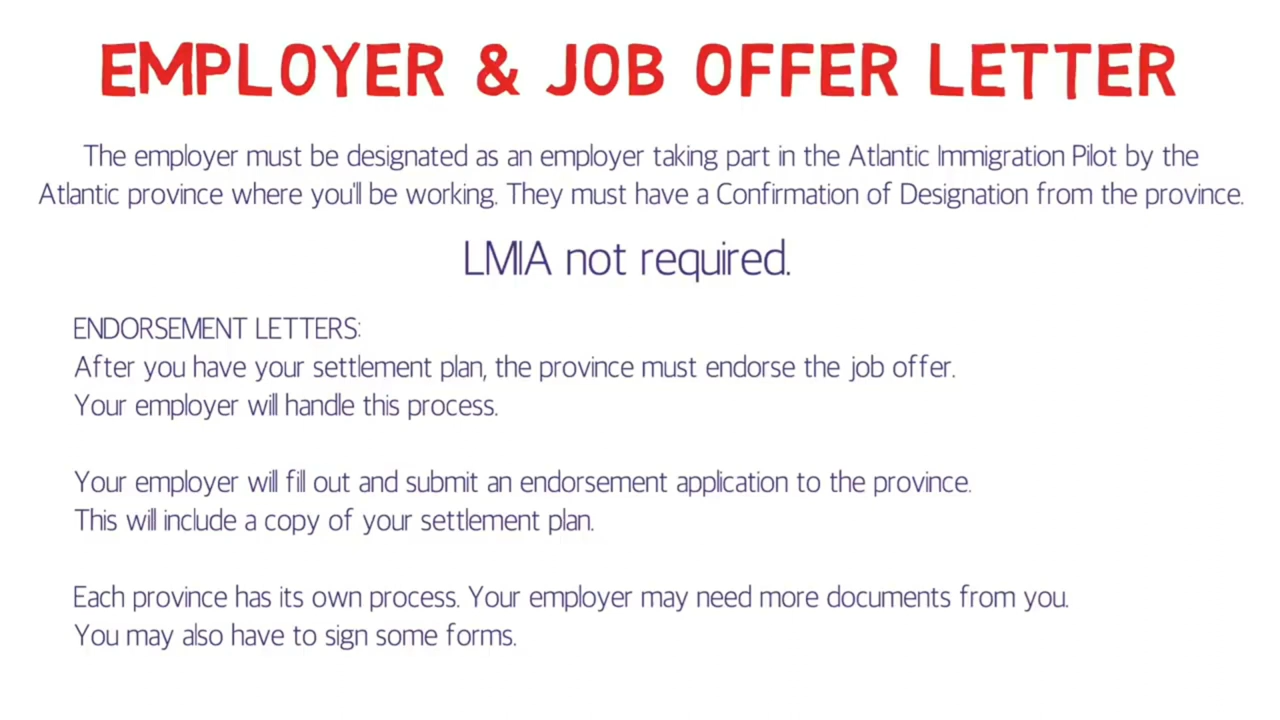 EMPLOYER & JOB OFFER LETTER
The employer must be designated as an employer taking part in the Atlantic Immigration Pilot by the
Atlantic province where you'll be working. They must have a Confirmation of Designation from the province.
LMIA not required.
ENDORSEMENT LETTERS:
After you have your settlement plan, the province must endorse the job offer.
Your employer will handle this process.
Your employer will fill out and submit an endorsement application to the province.
This will include a copy of your settlement plan.
Each province has its own process. Your employer may need more documents from you.
You may also have to sign some forms.